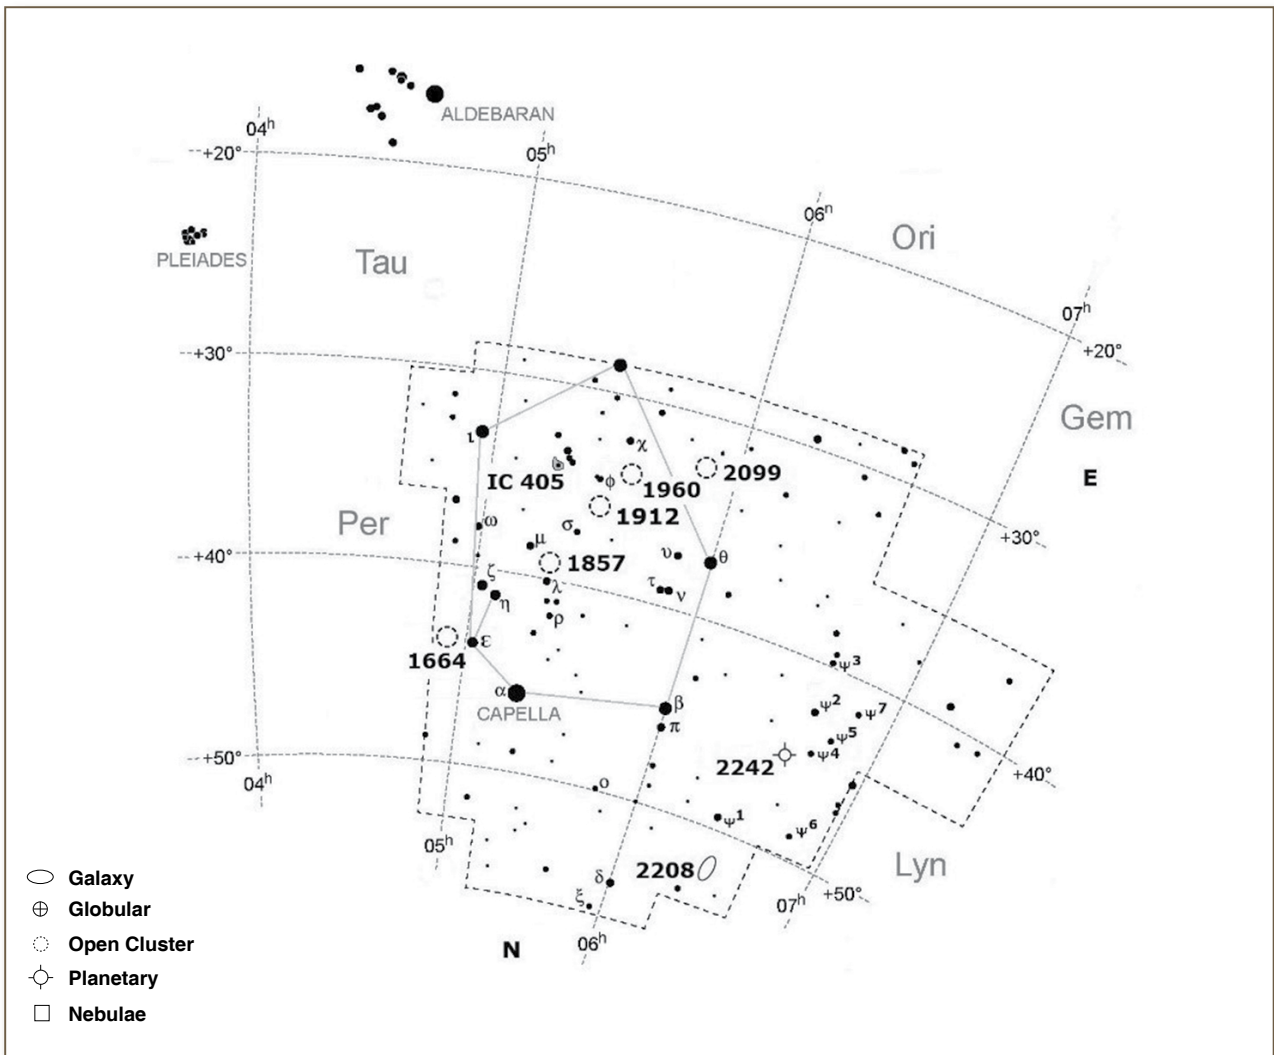 ALDEBARAN
04ʰ
+20°
05ʰ
06ʰ
Ori
PLEIADES
Tau
07ʰ
+20°
+30°
Gem
ι
χ
IC 405
φ
1960
2099
E
1912
Per
ω
σ
μ
+30°
+40°
1857
υ
θ
ζ
λ
τ
ν
η
ρ
1664
ε
ψ³
α
CAPELLA
β
π
ψ²
ψ⁷
ψ⁵
2242
ψ⁴
+50°
04ʰ
ο
+40°
ψ¹
ψ⁶
05ʰ
Lyn
2208
δ
ξ
07ʰ
+50°
06ʰ
N
Galaxy
Globular
Open Cluster
Planetary
Nebulae